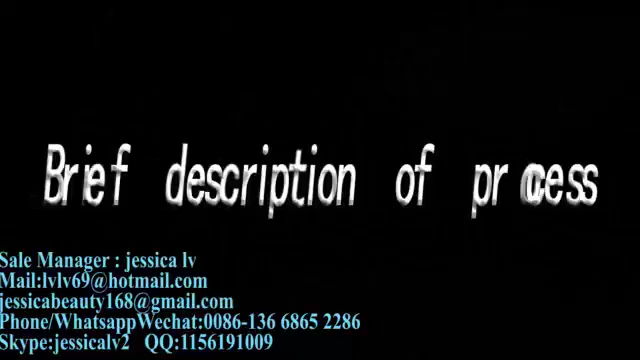 Brief description of process
Sale Manager : jessica lv
Mail:lvlv69@hotmail.com
jessicabeauty168@gmail.com
Phone/WhatsappWechat:0086-136 6865 2286
Skype:jessicalv2 QQ:1156191009